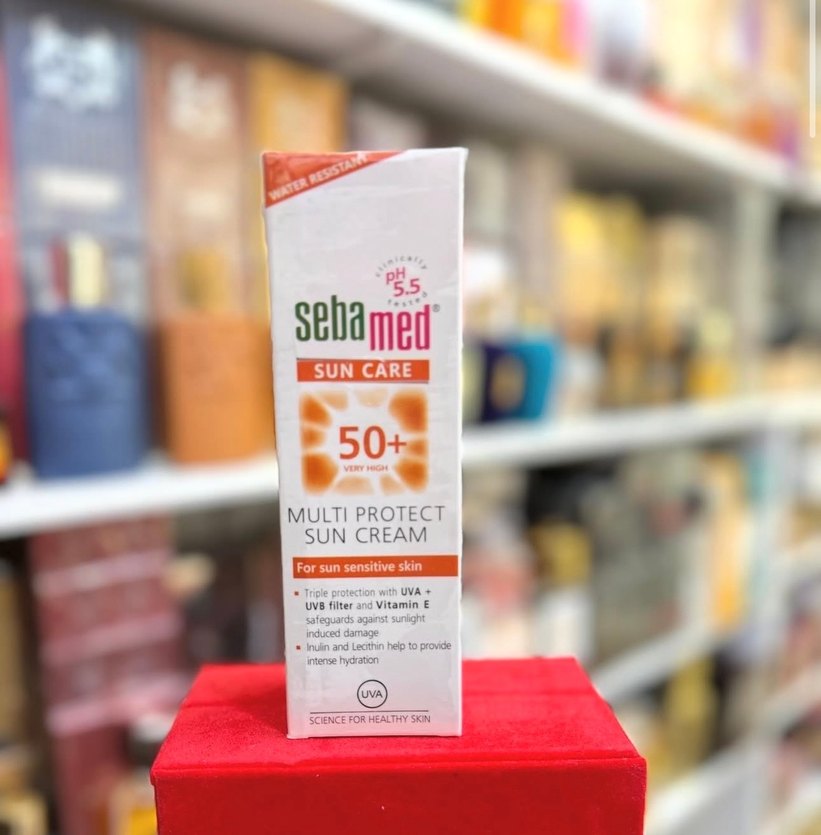 WATER RESISTANT
clinically
pH
5.5
tested
sebamed®
SUN CARE
50+
VERY HIGH
MULTI PROTECT
SUN CREAM
For sun sensitive skin
▪ Triple protection with UVA +
UVB filter and Vitamin E
safeguards against sunlight
induced damage
▪ Inulin and Lecithin help to provide
intense hydration
UVA
SCIENCE FOR HEALTHY SKIN